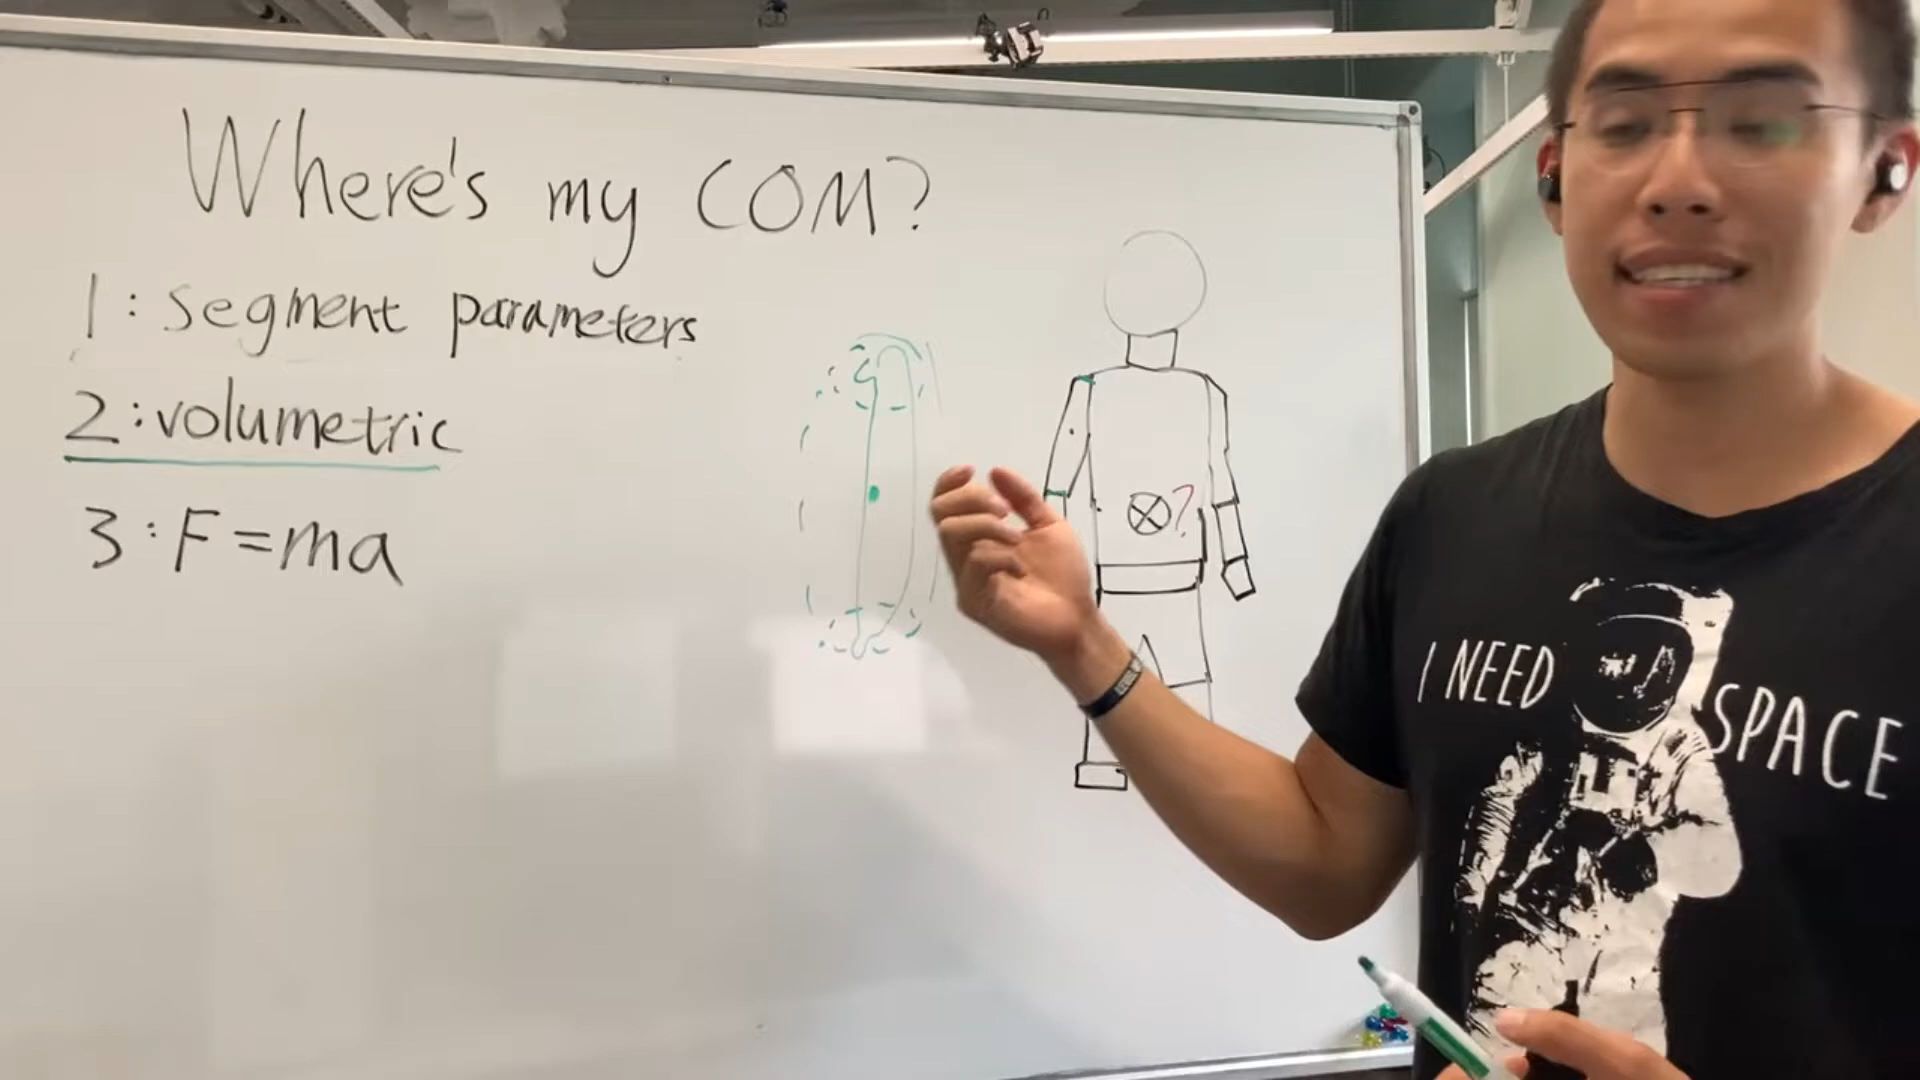 Where's my COM?
1: segment parameters
2: volumetric
3: F = ma
?
I NEED SPACE